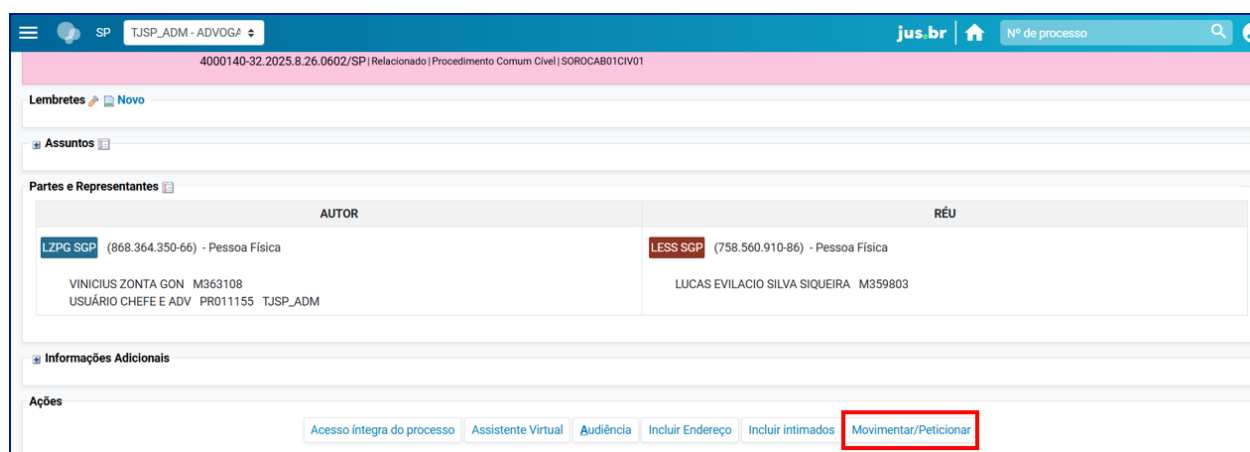 SP TJSP_ADM - ADVOGA jus.br Nº de processo
4000140-32.2025.8.26.0602/SP | Relacionado | Procedimento Comum Cível | SOROCAB01CIV01
Lembretes Novo
Assuntos
Partes e Representantes
AUTOR RÉU
LZPG SGP (868.364.350-66) - Pessoa Física LESS SGP (758.560.910-86) - Pessoa Física
VINICIUS ZONTA GON M363108 LUCAS EVILACIO SILVA SIQUEIRA M359803
USUÁRIO CHEFE E ADV PR011155 TJSP_ADM
Informações Adicionais
Ações
Acesso íntegra do processo Assistente Virtual Audiência Incluir Endereço Incluir intimados Movimentar/Peticionar